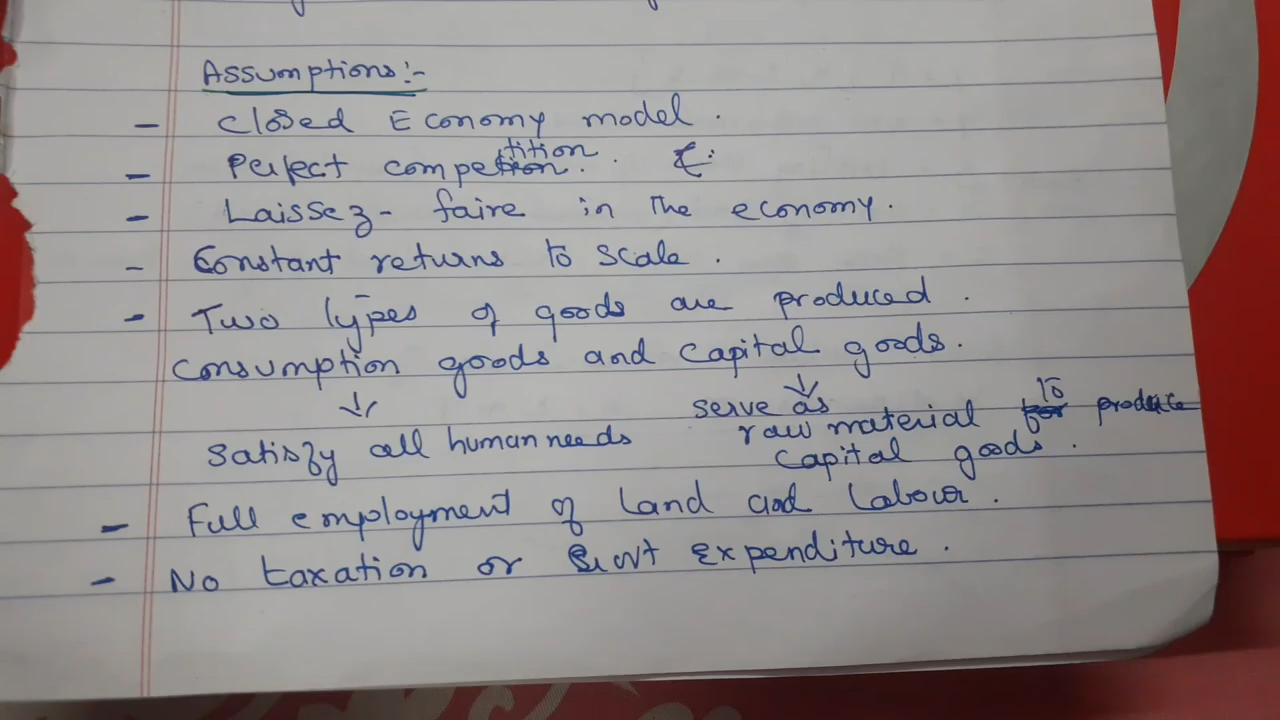 Assumptions:-
- Closed Economy model.
- Perfect competition.
- Laissez-faire in The economy.
- Constant returns to scale.
- Two types of goods are produced.
consumption goods and capital goods.
satisfy all human needs
serve as
raw material to produce
capital goods.
- Full employment of land and labour.
- No taxation or Govt Expenditure.